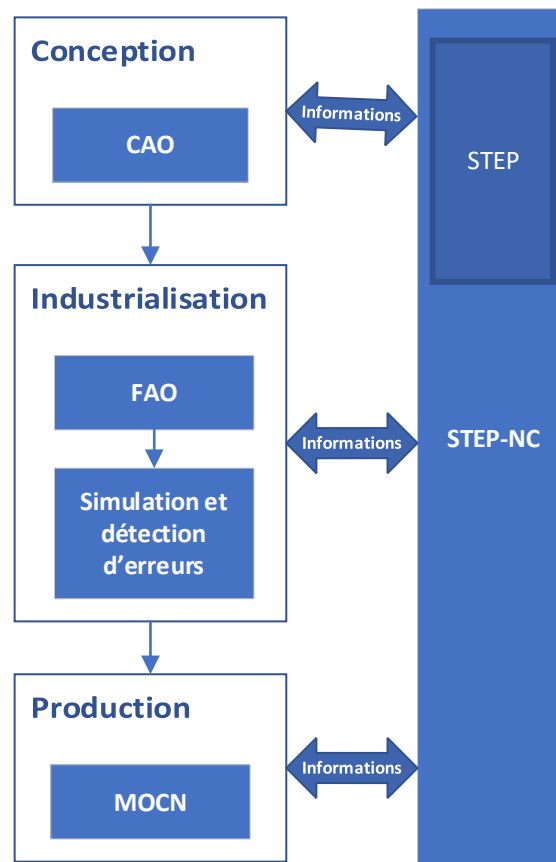 Conception
CAO
Informations
STEP
Industrialisation
FAO
Informations
STEP-NC
Simulation et
détection
d'erreurs
Production
Informations
MOCN